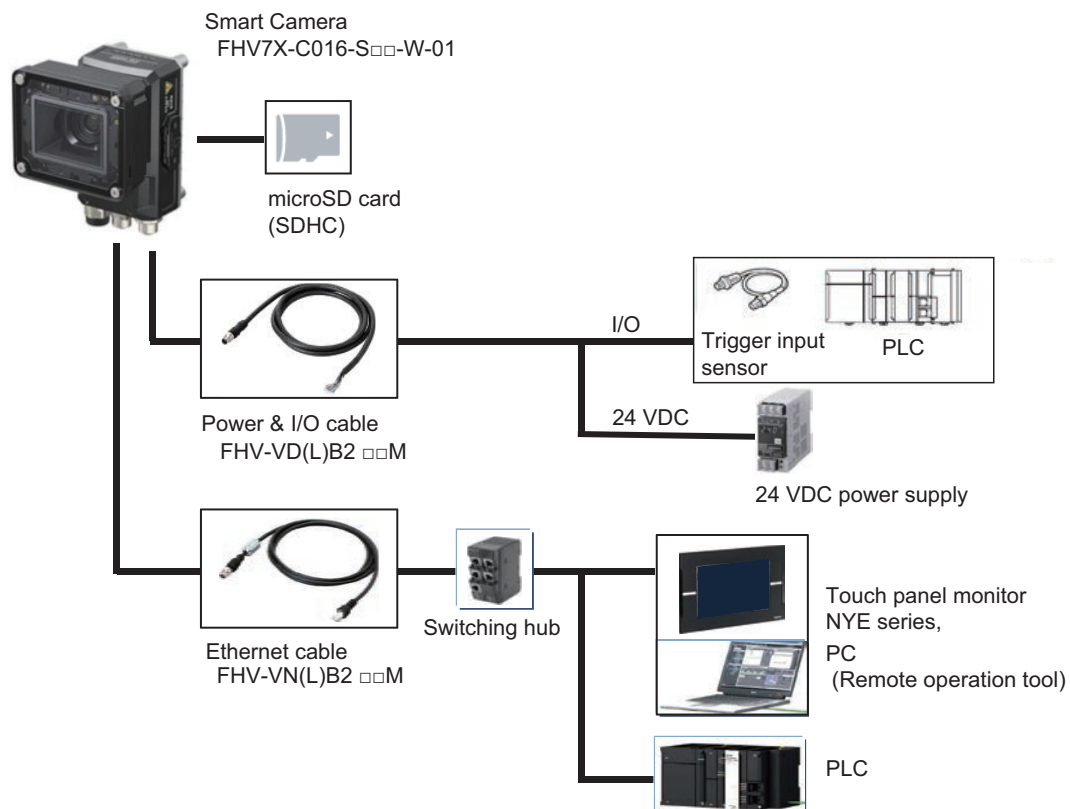 Smart Camera
FHV7X-C016-S□□-W-01
microSD card
(SDHC)
I/O
Trigger input
sensor
PLC
Power & I/O cable
FHV-VD(L)B2 □□M
24 VDC
24 VDC power supply
Ethernet cable
FHV-VN(L)B2 □□M
Switching hub
Touch panel monitor
NYE series,
PC
(Remote operation tool)
PLC